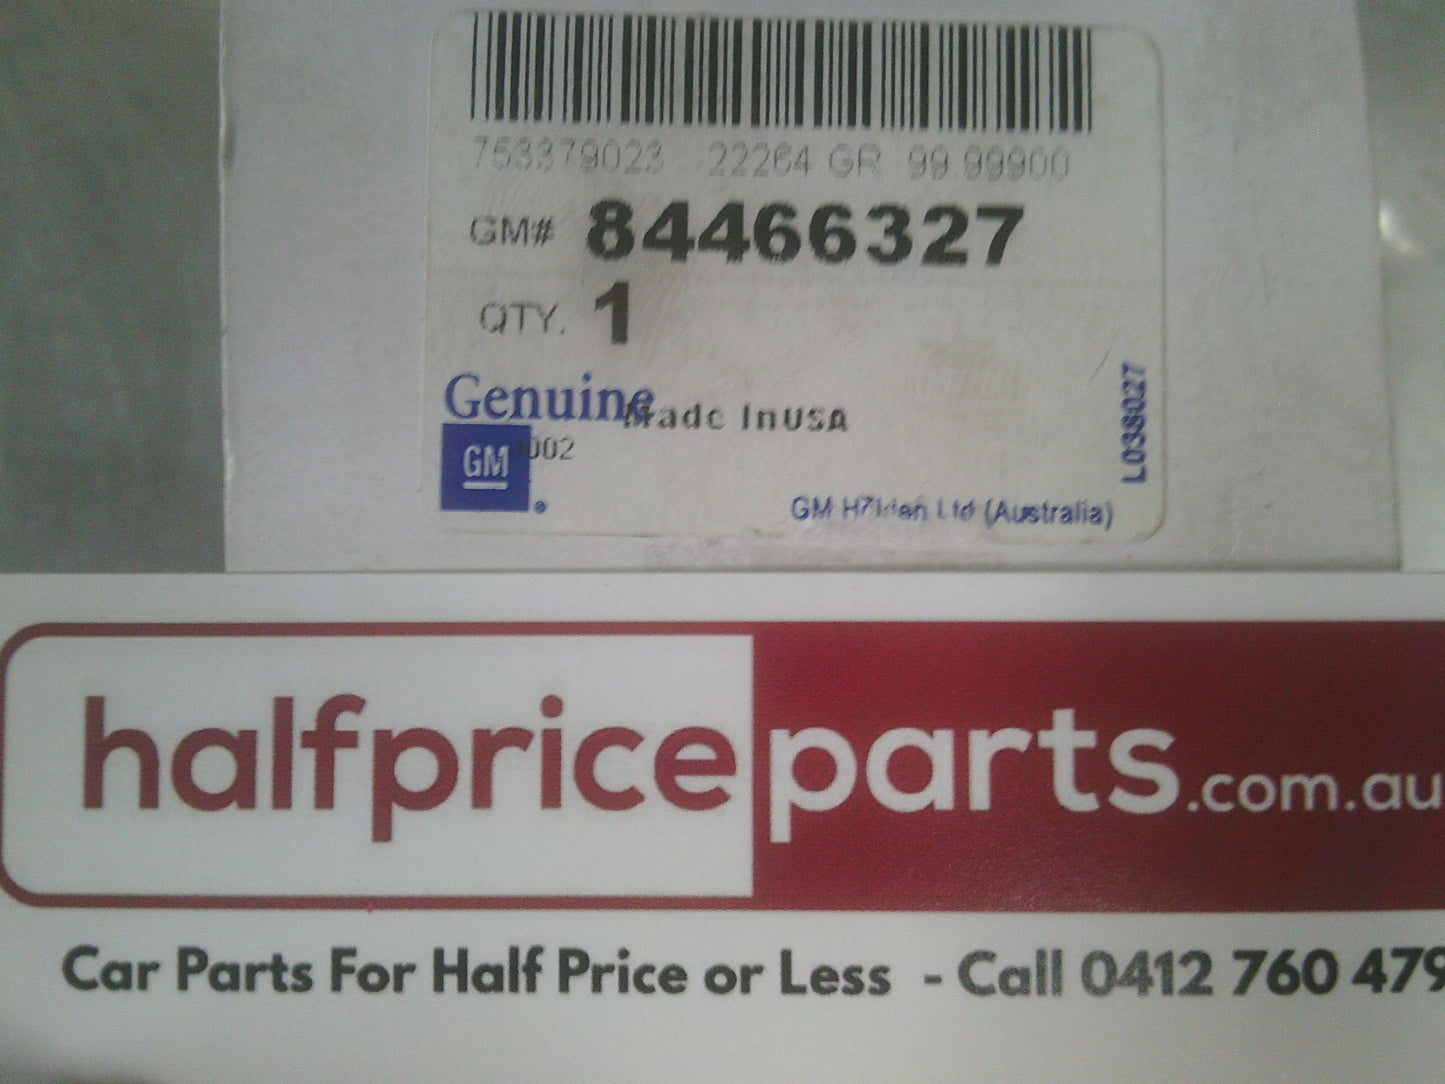 753379023 22264 GR 99.99900
GM# 84466327
QTY. 1
Genuine
Made In USA
GM
002
L038027
GM Holden Ltd (Australia)
halfpriceparts.com.au
Car Parts For Half Price or Less - Call 0412 760 479